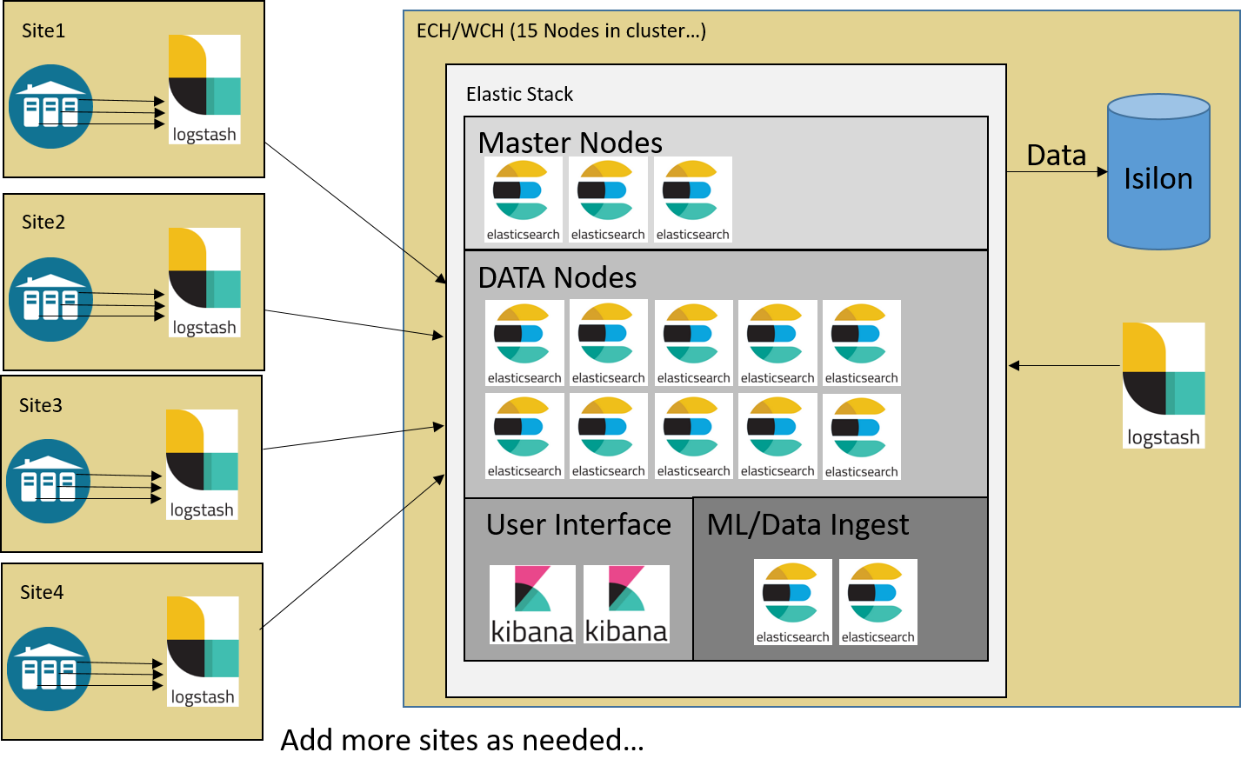 Site1
logstash
Site2
logstash
Site3
logstash
Site4
logstash
ECH/WCH (15 Nodes in cluster…)
Elastic Stack
Master Nodes
elasticsearch elasticsearch elasticsearch
DATA Nodes
elasticsearch elasticsearch elasticsearch elasticsearch elasticsearch
elasticsearch elasticsearch elasticsearch elasticsearch elasticsearch
User Interface
kibana kibana
ML/Data Ingest
elasticsearch elasticsearch
Data
Isilon
logstash
Add more sites as needed…